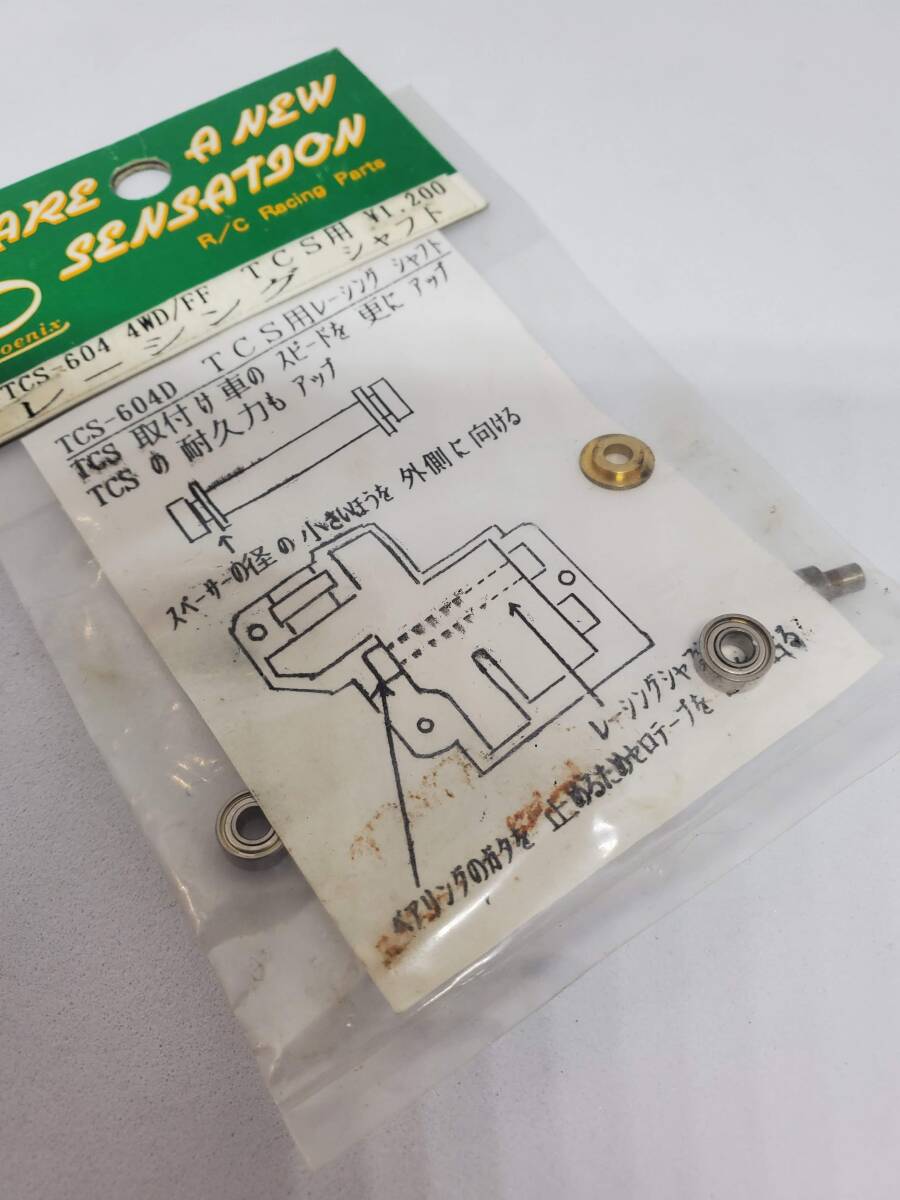 ARE A NEW
SENSATION
R/C Racing Parts
oenix
TCS-604 4WD/FF TCS用 ¥1,200
レーシング シャフト
TCS-604D TCS用レーシング シャフト
TCS 取付け車の スピードを 更に アップ
TCSの 耐久力も アップ
スペーサーの径の 小さいほうを 外側に 向ける
レーシングシャフ
ベアリングのガタを 止めるためセロテープを